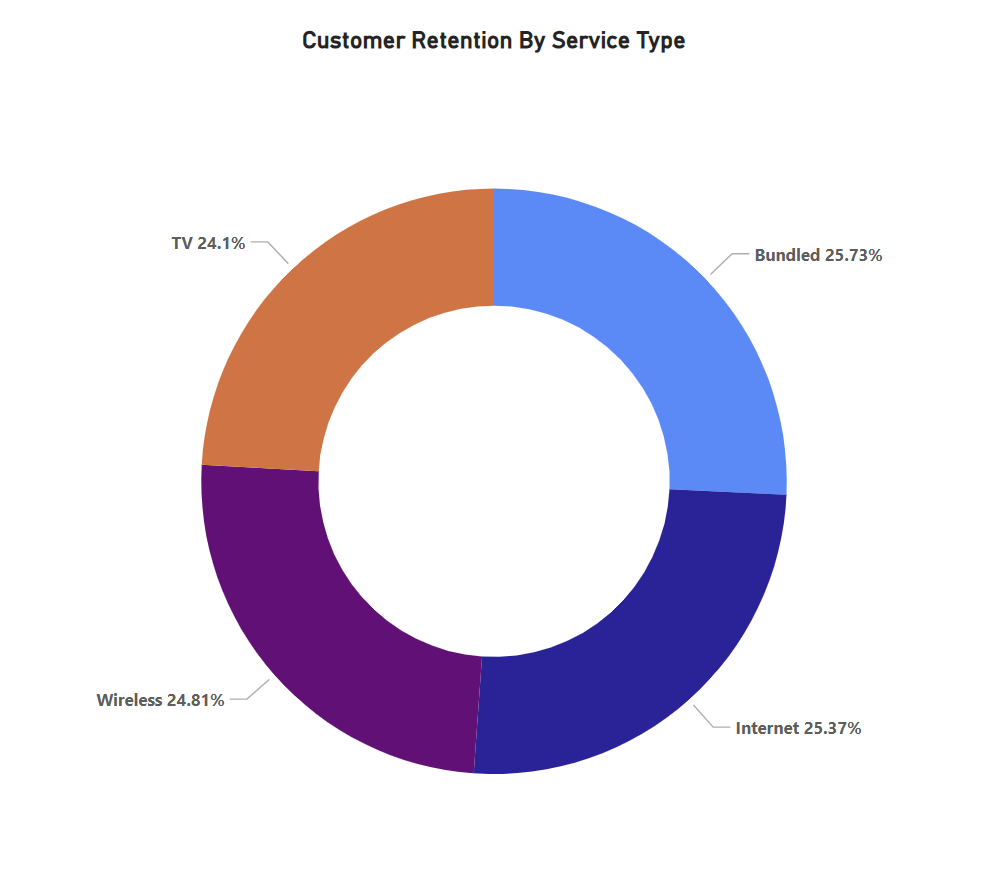 Customer Retention By Service Type
TV 24.1%
Bundled 25.73%
Wireless 24.81%
Internet 25.37%